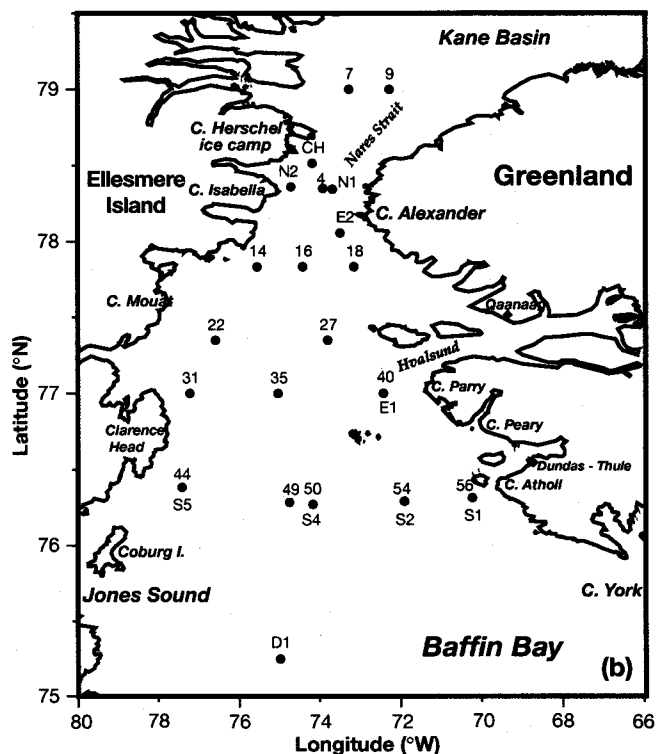 Kane Basin
79
7
9
C. Herschel
ice camp
Nares Strait
CH
N2
4
N1
Ellesmere
Island
C. Isabella
Greenland
C. Alexander
E2
78
14
16
18
C. Mouat
Qaanaaq
22
27
Hvalsund
77
31
35
40
E1
C. Parry
Clarence
Head
C. Peary
Dundas - Thule
44
S5
49
50
S4
54
S2
56
S1
C. Atholl
76
Coburg I.
Jones Sound
C. York
D1
Baffin Bay
(b)
75
80
78
76
74
72
70
68
66
Latitude (°N)
Longitude (°W)